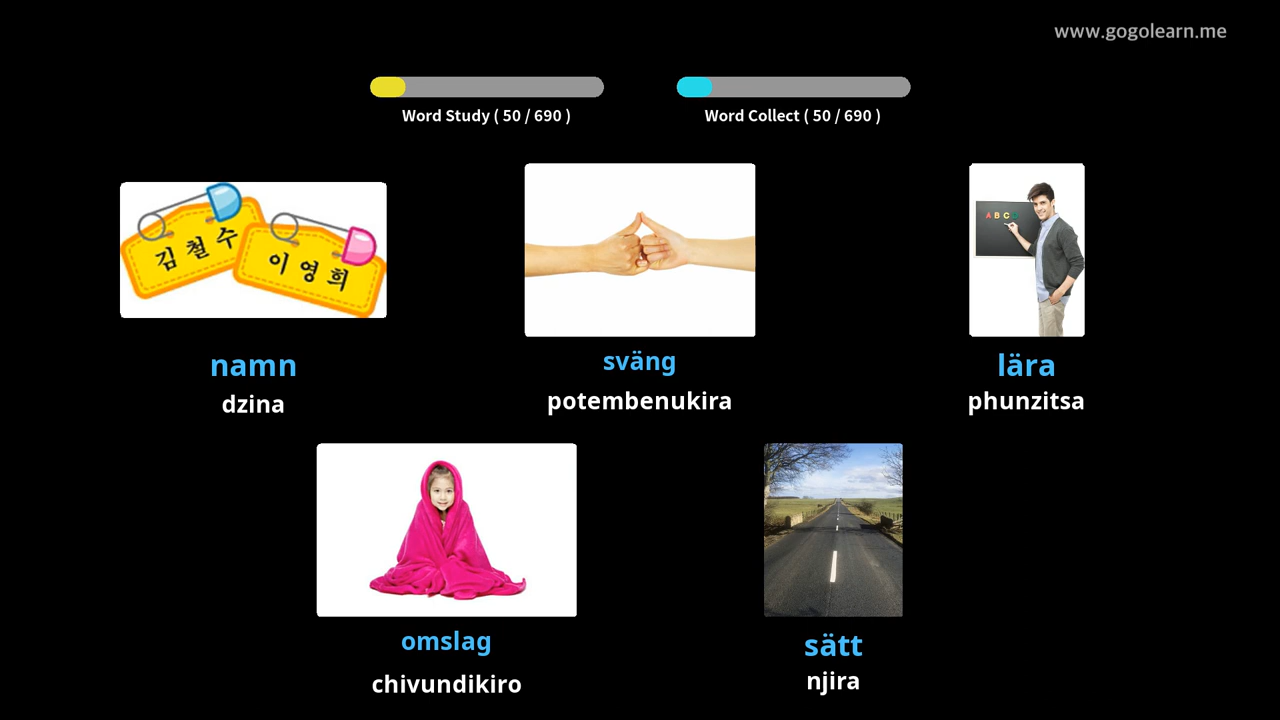 www.gogolearn.me
Word Study ( 50 / 690 )
Word Collect ( 50 / 690 )
김철수
이영희
A B C D
namn
dzina
sväng
potembenukira
lära
phunzitsa
omslag
chivundikiro
sätt
njira